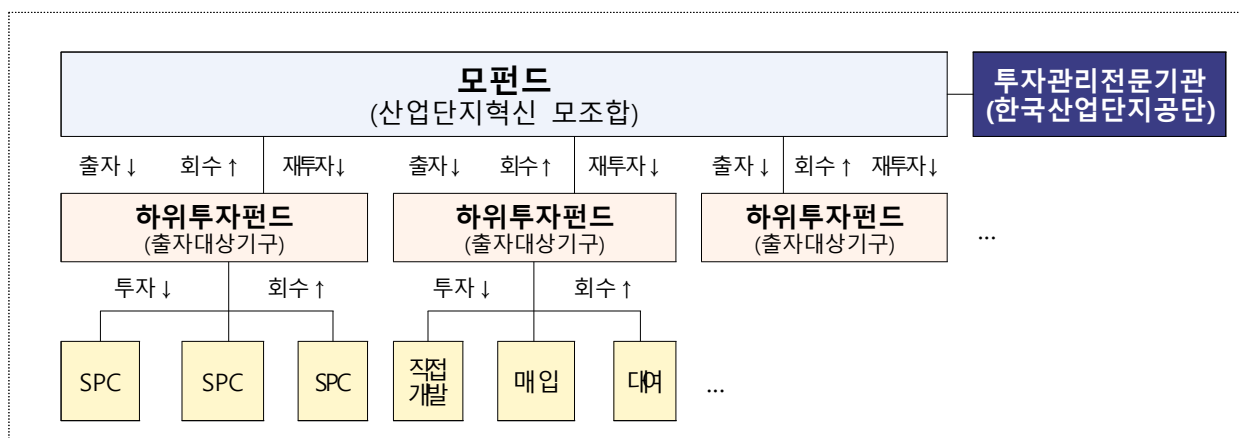 모펀드
(산업단지혁신 모조합)
투자관리전문기관
(한국산업단지공단)
출자↓ 회수↑ 재투자↓ 출자↓ 회수↑ 재투자↓ 출자↓ 회수↑ 재투자↓
하위투자펀드 하위투자펀드 하위투자펀드
(출자대상기구) (출자대상기구) (출자대상기구) ...
투자↓ 회수↑ 투자↓ 회수↑
SPC SPC SPC 직접 매입 대여 ...
개발